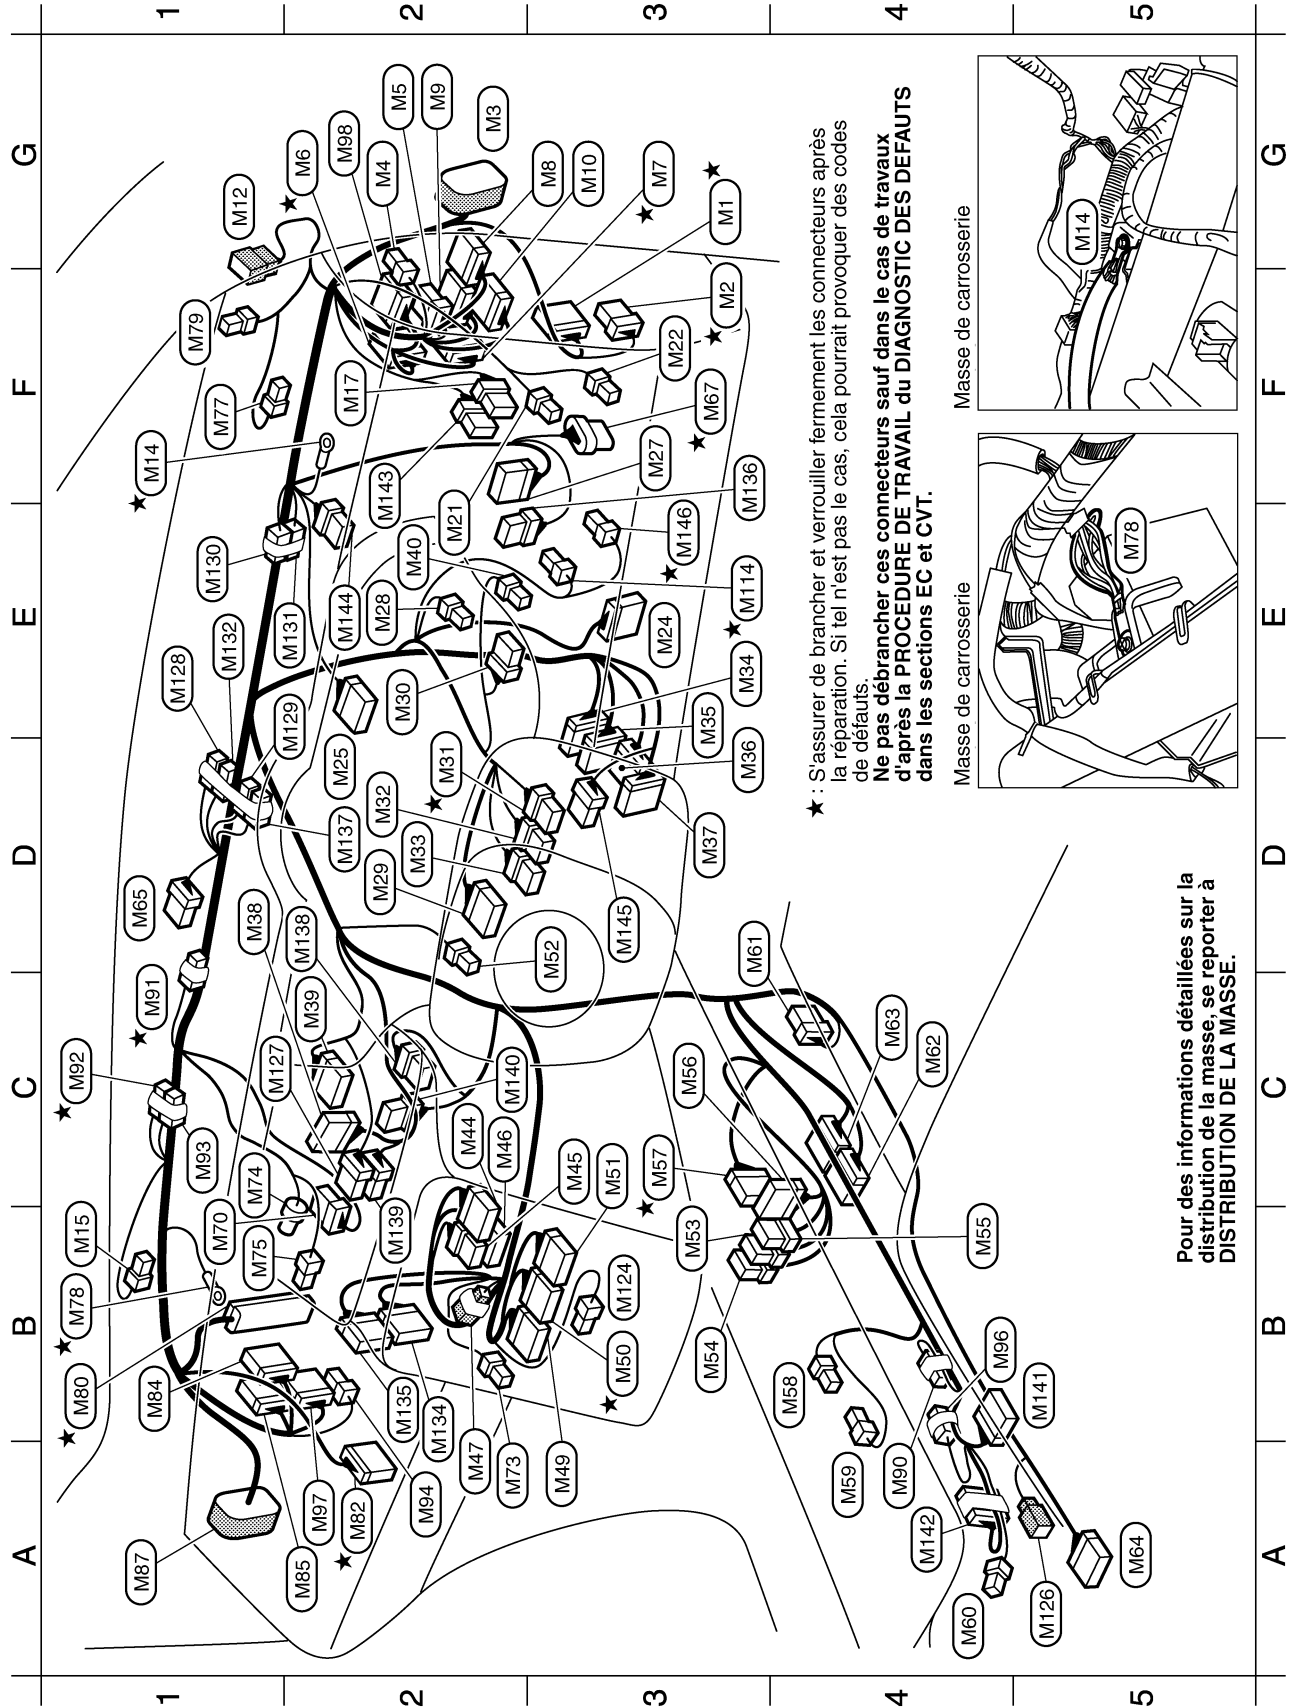 A
B
C
D
E
F
G
1
2
3
4
5
M87
M80
M78
M15
M92
M91
M65
M128
M130
M14
M77
M79
M12
M84
M93
M132
M85
M97
M82
M94
M75
M70
M74
M127
M39
M138
M38
M137
M129
M25
M131
M144
M143
M17
M6
M98
M4
M5
M9
M3
M135
M134
M139
M47
M73
M49
M44
M46
M140
M45
M51
M29
M33
M32
M31
M30
M28
M40
M21
M8
M10
M7
M1
M50
M124
M52
M145
M37
M36
M35
M34
M24
M114
M146
M136
M27
M67
M22
M2
M54
M53
M57
M56
M61
M58
M59
M90
M55
M63
M62
M96
M141
M142
M60
M126
M64
★ : S'assurer de brancher et verrouiller fermement les connecteurs après
la réparation. Si tel n'est pas le cas, cela pourrait provoquer des codes
de défauts.
Ne pas débrancher ces connecteurs sauf dans le cas de travaux
d'après la PROCEDURE DE TRAVAIL du DIAGNOSTIC DES DEFAUTS
dans les sections EC et CVT.
Masse de carrosserie
M78
Masse de carrosserie
M14
Pour des informations détaillées sur la
distribution de la masse, se reporter à
DISTRIBUTION DE LA MASSE.
A
B
C
D
E
F
G
1
2
3
4
5